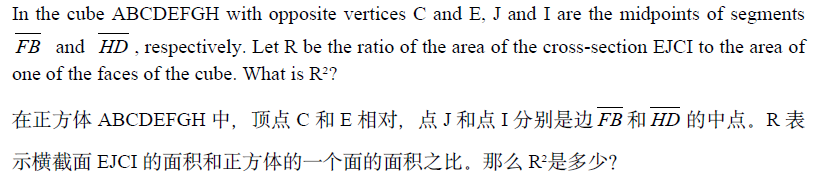 In the cube ABCDEFGH with opposite vertices C and E, J and I are the midpoints of segments
FB and HD , respectively. Let R be the ratio of the area of the cross-section EJCI to the area of
one of the faces of the cube. What is R²?
在正方体 ABCDEFGH 中，顶点 C 和 E 相对，点 J 和点 I 分别是边 FB 和 HD 的中点。R 表
示横截面 EJCI 的面积和正方体的一个面的面积之比。那么 R²是多少?